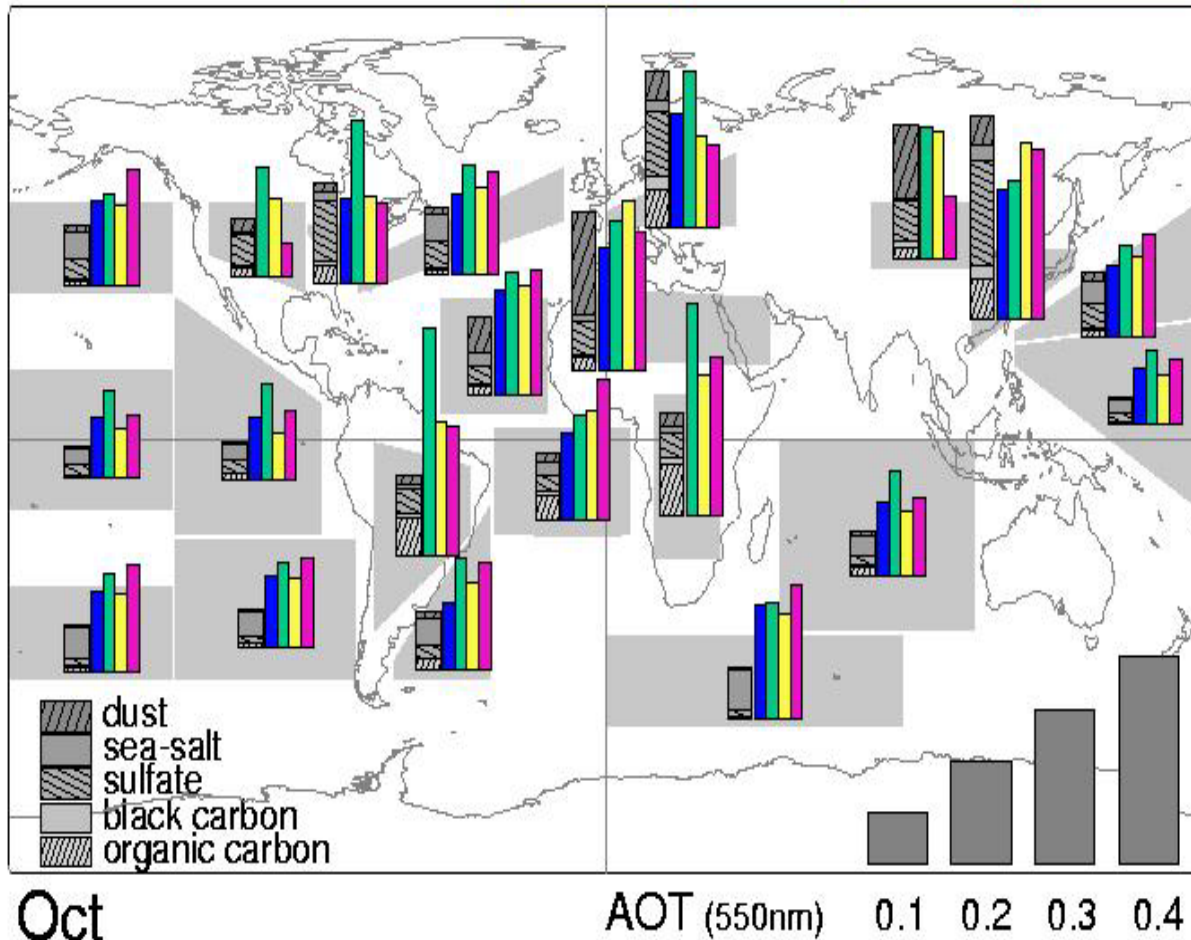 dust
sea-salt
sulfate
black carbon
organic carbon
Oct
AOT (550nm) 0.1 0.2 0.3 0.4